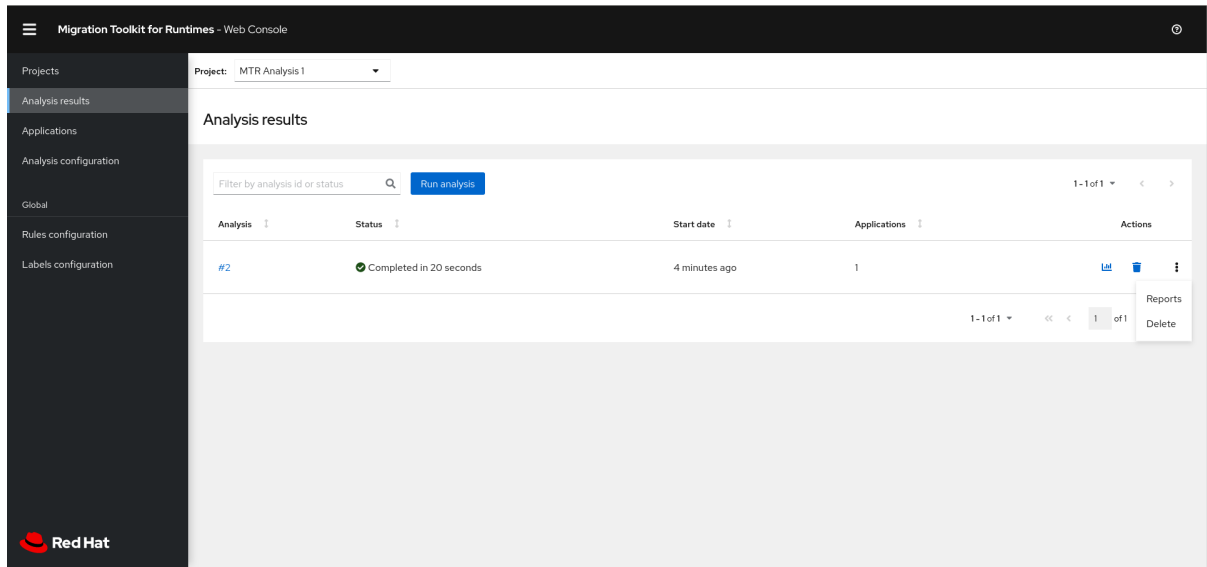 Migration Toolkit for Runtimes - Web Console
Projects
Analysis results
Applications
Analysis configuration
Global
Rules configuration
Labels configuration
Red Hat
Project: MTR Analysis 1
Analysis results
Filter by analysis id or status Run analysis 1 - 1 of 1
Analysis Status Start date Applications Actions
#2 Completed in 20 seconds 4 minutes ago 1
Reports
Delete
1 - 1 of 1 1 of 1